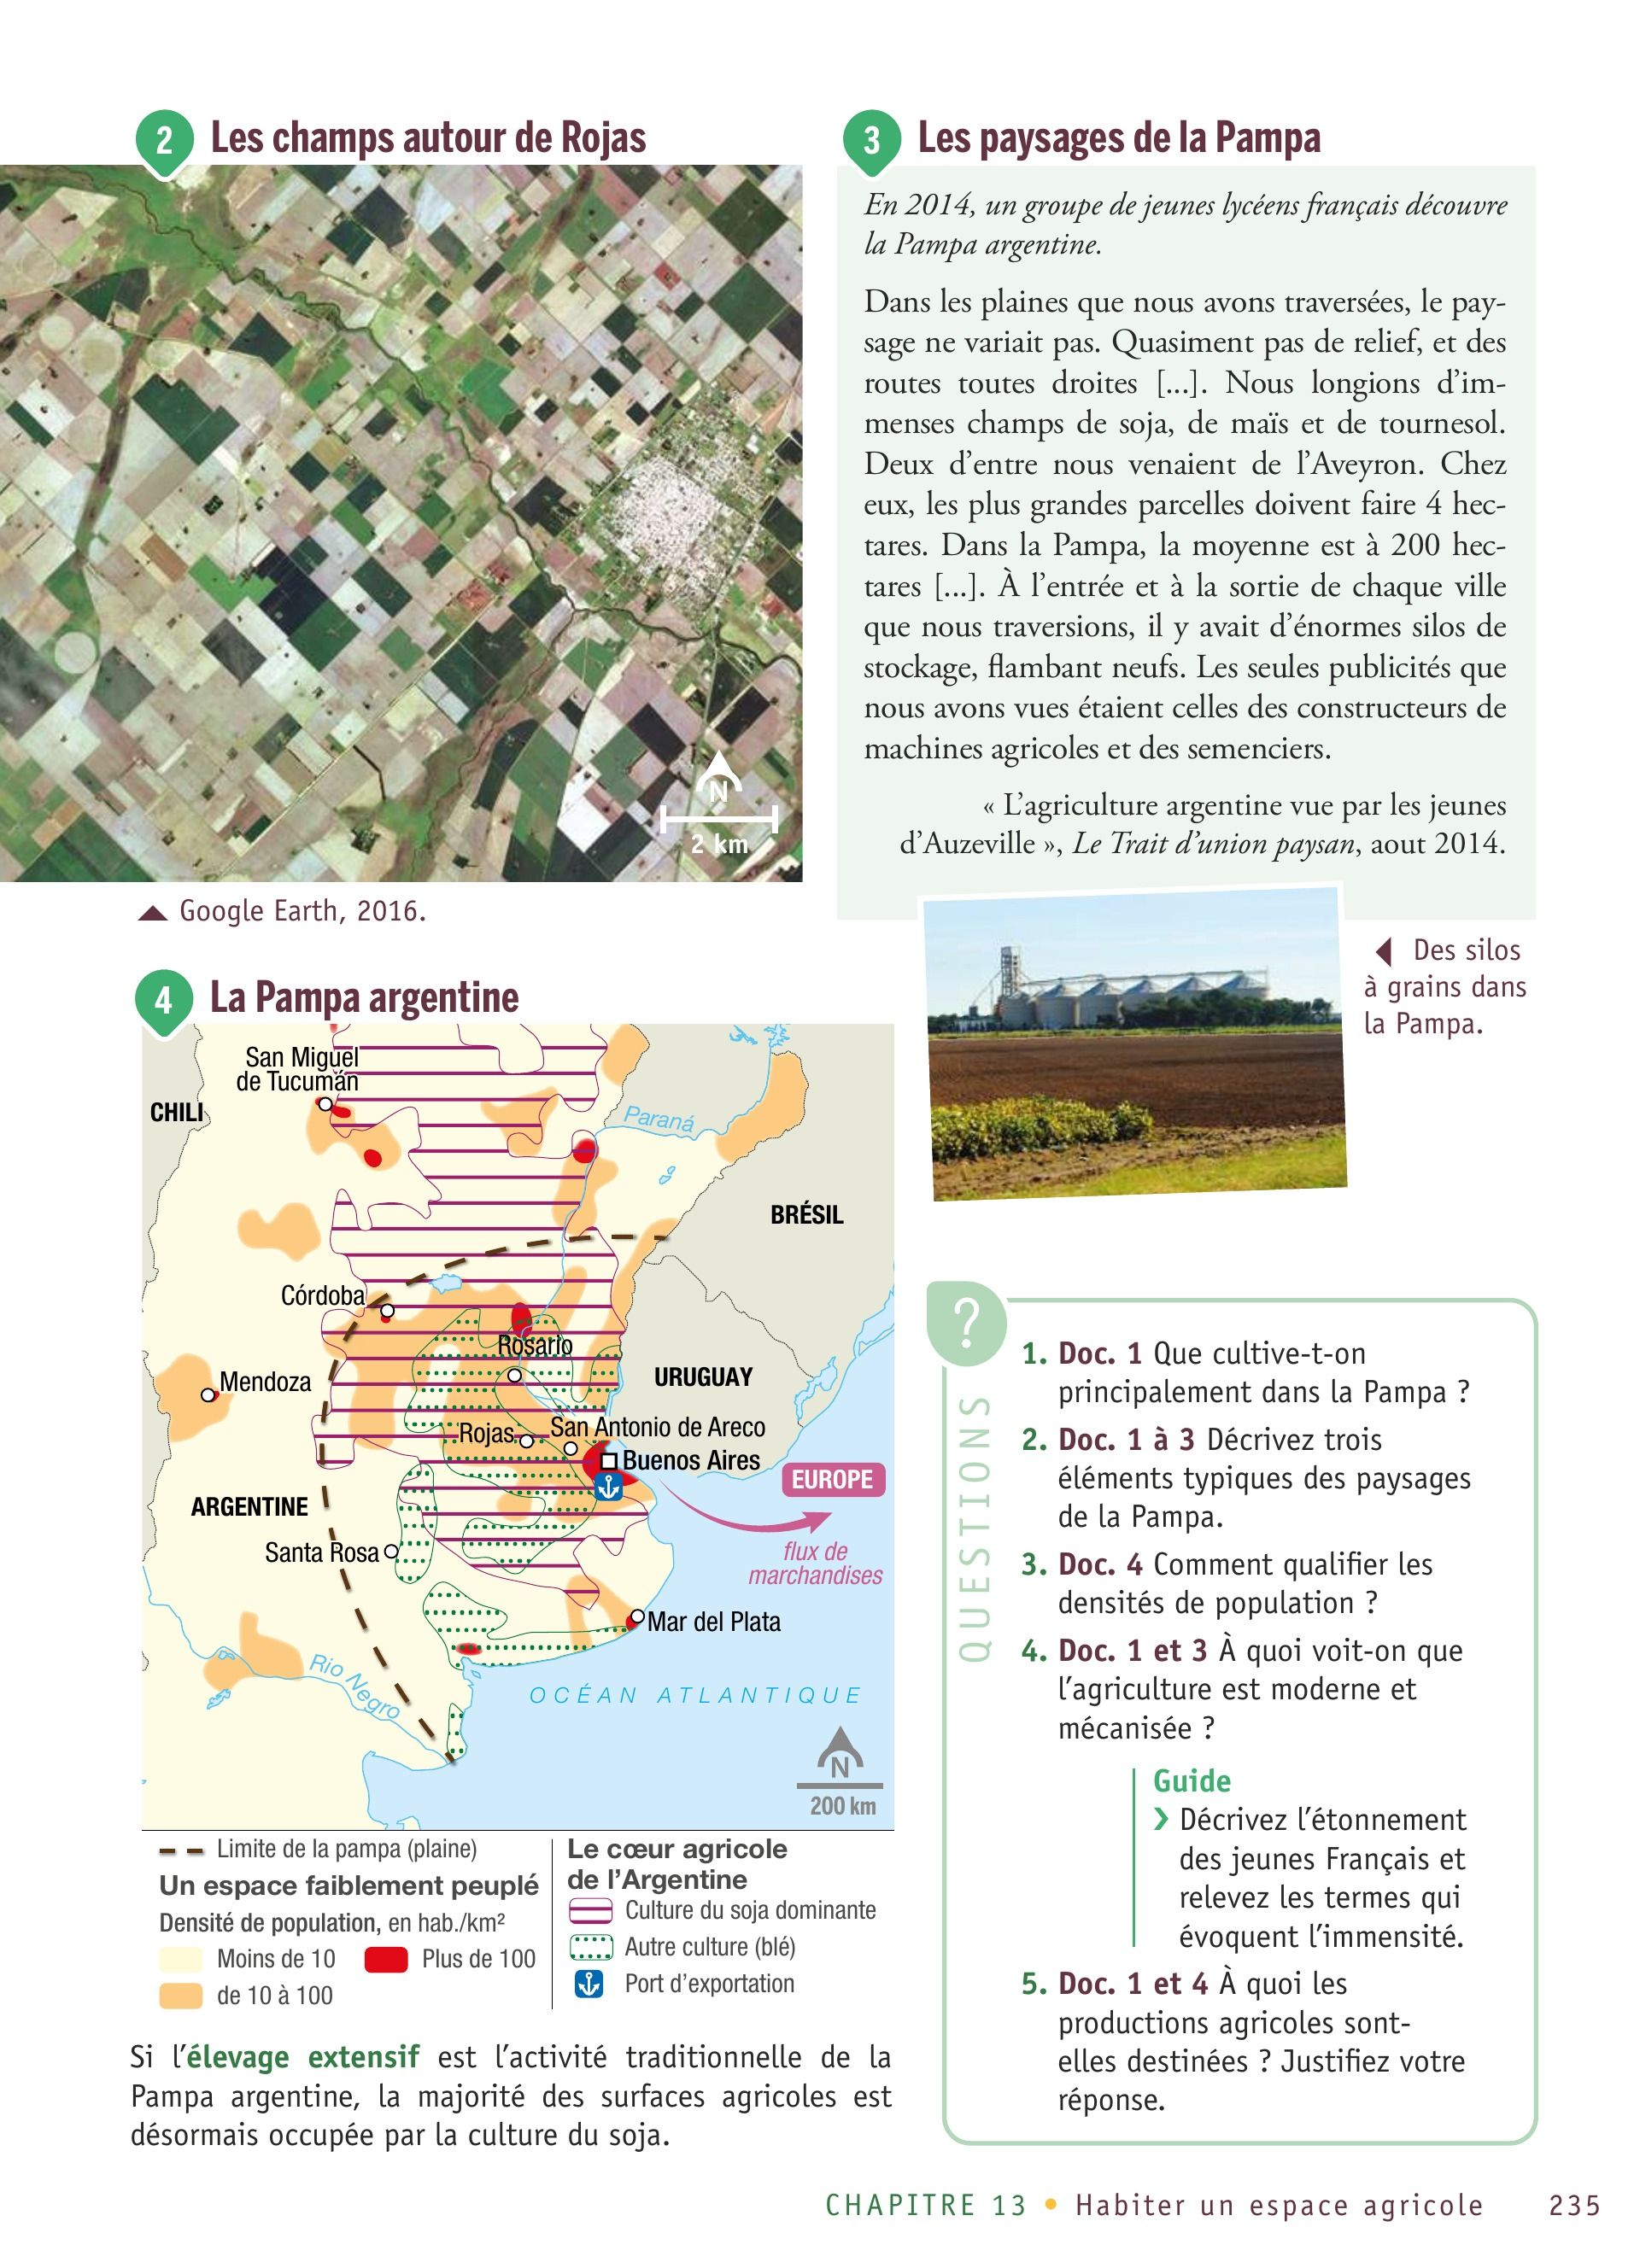 2 Les champs autour de Rojas
N
2 km
Google Earth, 2016.
3 Les paysages de la Pampa
En 2014, un groupe de jeunes lycéens français découvre
la Pampa argentine.
Dans les plaines que nous avons traversées, le pay-
sage ne variait pas. Quasiment pas de relief, et des
routes toutes droites [...]. Nous longions d’im-
menses champs de soja, de maïs et de tournesol.
Deux d’entre nous venaient de l’Aveyron. Chez
eux, les plus grandes parcelles doivent faire 4 hec-
tares. Dans la Pampa, la moyenne est à 200 hec-
tares [...]. À l’entrée et à la sortie de chaque ville
que nous traversions, il y avait d’énormes silos de
stockage, flambant neufs. Les seules publicités que
nous avons vues étaient celles des constructeurs de
machines agricoles et des semenciers.
« L’agriculture argentine vue par les jeunes
d’Auzeville », Le Trait d’union paysan, aout 2014.
Des silos
à grains dans
la Pampa.
4 La Pampa argentine
San Miguel
de Tucumán
CHILI
Paraná
BRÉSIL
Córdoba
Rosario
Mendoza
URUGUAY
Rojas
San Antonio de Areco
Buenos Aires
EUROPE
ARGENTINE
Santa Rosa
flux de
marchandises
Mar del Plata
Rio Negro
OCÉAN ATLANTIQUE
N
200 km
Limite de la pampa (plaine)
Un espace faiblement peuplé
Densité de population, en hab./km²
Moins de 10
Plus de 100
de 10 à 100
Le cœur agricole
de l’Argentine
Culture du soja dominante
Autre culture (blé)
Port d’exportation
Si l’élevage extensif est l’activité traditionnelle de la
Pampa argentine, la majorité des surfaces agricoles est
désormais occupée par la culture du soja.
?
QUESTIONS
1. Doc. 1 Que cultive-t-on
principalement dans la Pampa ?
2. Doc. 1 à 3 Décrivez trois
éléments typiques des paysages
de la Pampa.
3. Doc. 4 Comment qualifier les
densités de population ?
4. Doc. 1 et 3 À quoi voit-on que
l’agriculture est moderne et
mécanisée ?
Guide
› Décrivez l’étonnement
des jeunes Français et
relevez les termes qui
évoquent l’immensité.
5. Doc. 1 et 4 À quoi les
productions agricoles sont-
elles destinées ? Justifiez votre
réponse.
CHAPITRE 13 • Habiter un espace agricole 235